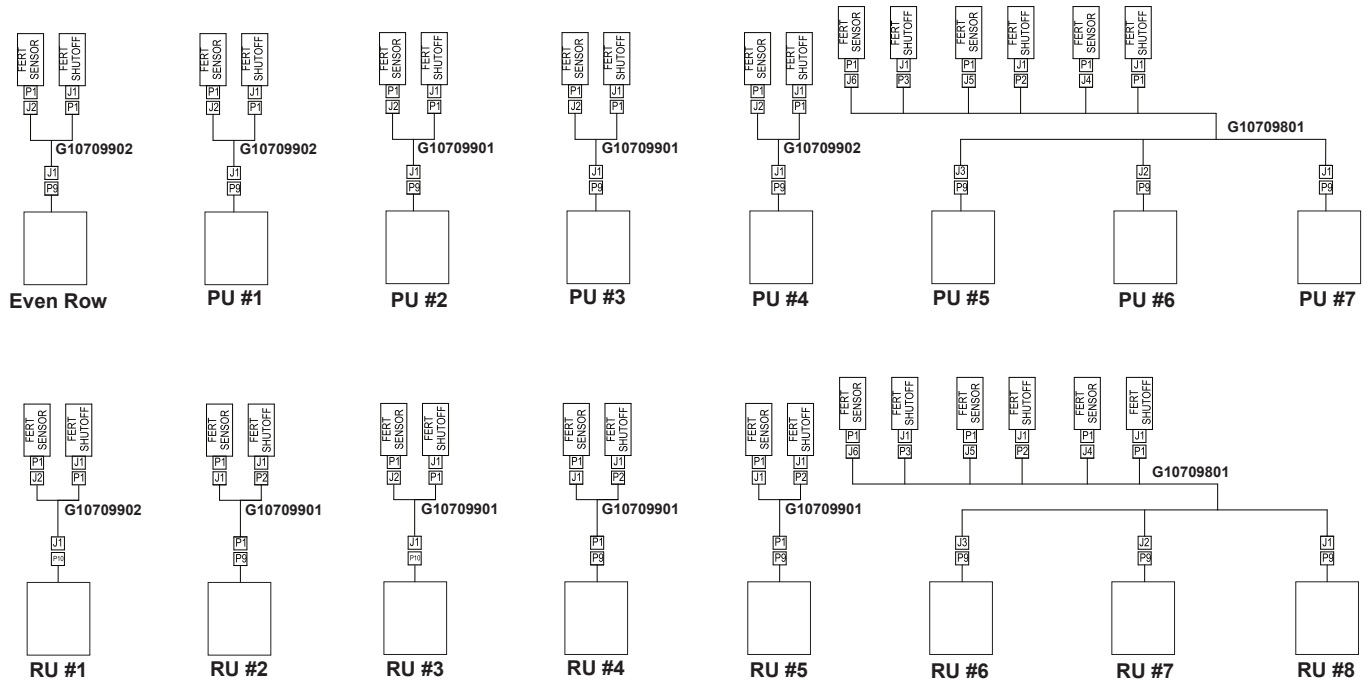 FERT SENSOR FERT SHUTOFF FERT SENSOR FERT SHUTOFF FERT SENSOR FERT SHUTOFF FERT SENSOR FERT SHUTOFF FERT SENSOR FERT SHUTOFF FERT SENSOR FERT SHUTOFF FERT SENSOR FERT SHUTOFF FERT SENSOR FERT SHUTOFF
P1 J1 P1 J1 P1 J1 P1 J1 P1 J1 P1 J1 P1 J1 P1 J1
J2 P1 J2 P1 J2 P1 J2 P1 J2 P1 J6 P3 J5 P2 J4 P1
G10709902 G10709902 G10709901 G10709901 G10709902 G10709801
J1 J1 J1 J1 J1 J3 J2 J1
P9 P9 P9 P9 P9 P9 P9 P9
Even Row PU #1 PU #2 PU #3 PU #4 PU #5 PU #6 PU #7
FERT SENSOR FERT SHUTOFF FERT SENSOR FERT SHUTOFF FERT SENSOR FERT SHUTOFF FERT SENSOR FERT SHUTOFF FERT SENSOR FERT SHUTOFF FERT SENSOR FERT SHUTOFF FERT SENSOR FERT SHUTOFF FERT SENSOR FERT SHUTOFF
P1 J1 P1 J1 P1 J1 P1 J1 P1 J1 P1 J1 P1 J1 P1 J1
J2 P1 J1 P2 J2 P1 J1 P2 J1 P2 J6 P3 J5 P2 J4 P1
G10709902 G10709901 G10709901 G10709901 G10709901 G10709801
J1 P1 J1 P1 P1 J3 J2 J1
P10 P9 P10 P9 P9 P9 P9 P9
RU #1 RU #2 RU #3 RU #4 RU #5 RU #6 RU #7 RU #8